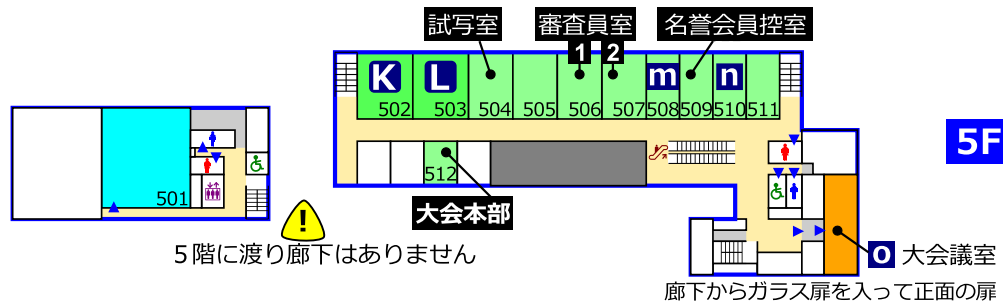 試写室 審査員室 名誉会員控室
1 2
K L m n
502 503 504 505 506 507 508 509 510 511
5F
512
501
大会本部
!
5階に渡り廊下はありません
O 大会議室
廊下からガラス扉を入って正面の扉